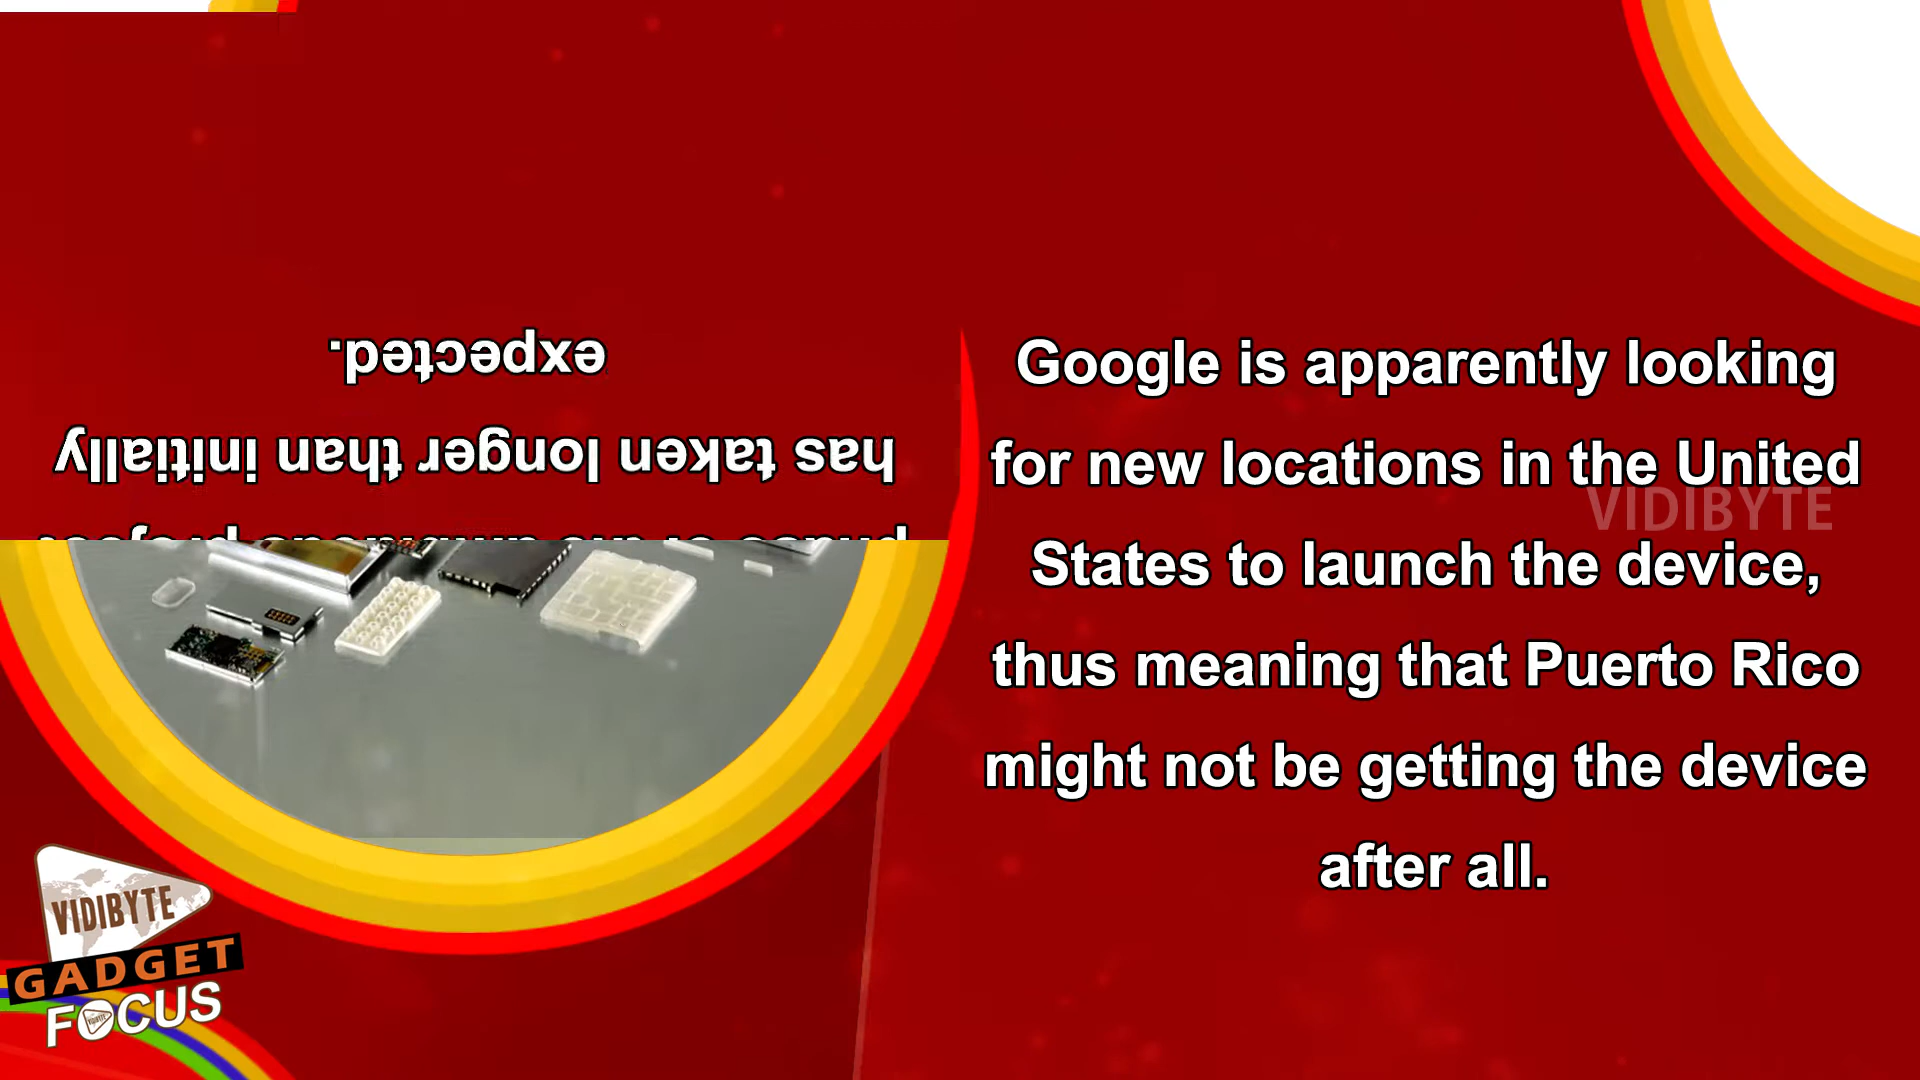 has taken longer than initially
expected.
Google is apparently looking
for new locations in the United
States to launch the device,
thus meaning that Puerto Rico
might not be getting the device
after all.
VIDIBYTE
VIDIBYTE
GADGET
FOCUS